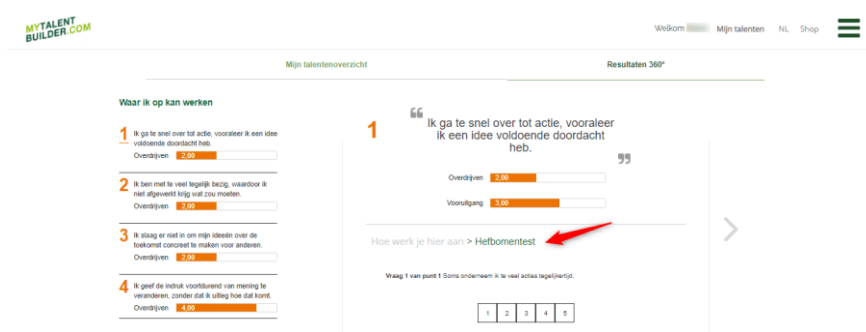 MYTALENT
BUILDER.COM
Welkom
Mijn talenten
NL
Shop
Mijn talentenoverzicht
Resultaten 360°
Waar ik op kan werken
1
Ik ga te snel over tot actie, vooraleer ik een idee
voldoende doordacht heb.
Overdrijven 2,00
2
Ik ben met te veel tegelijk bezig, waardoor ik
niet afgewerkt krijg wat zou moeten.
Overdrijven 2,00
3
Ik slaag er niet in om mijn ideeën over de
toekomst concreet te maken voor anderen.
Overdrijven 2,00
4
Ik geef de indruk voortdurend van mening te
veranderen, zonder dat ik uitleg hoe dat komt.
Overdrijven 4,00
1
“ Ik ga te snel over tot actie, vooraleer
ik een idee voldoende doordacht
heb. ”
Overdrijven 2,00
Vooruitgang 3,00
Hoe werk je hier aan > Hefbomentest
Vraag 1 van punt 1 Soms onderneem ik te veel acties tegelijkertijd.
1 2 3 4 5